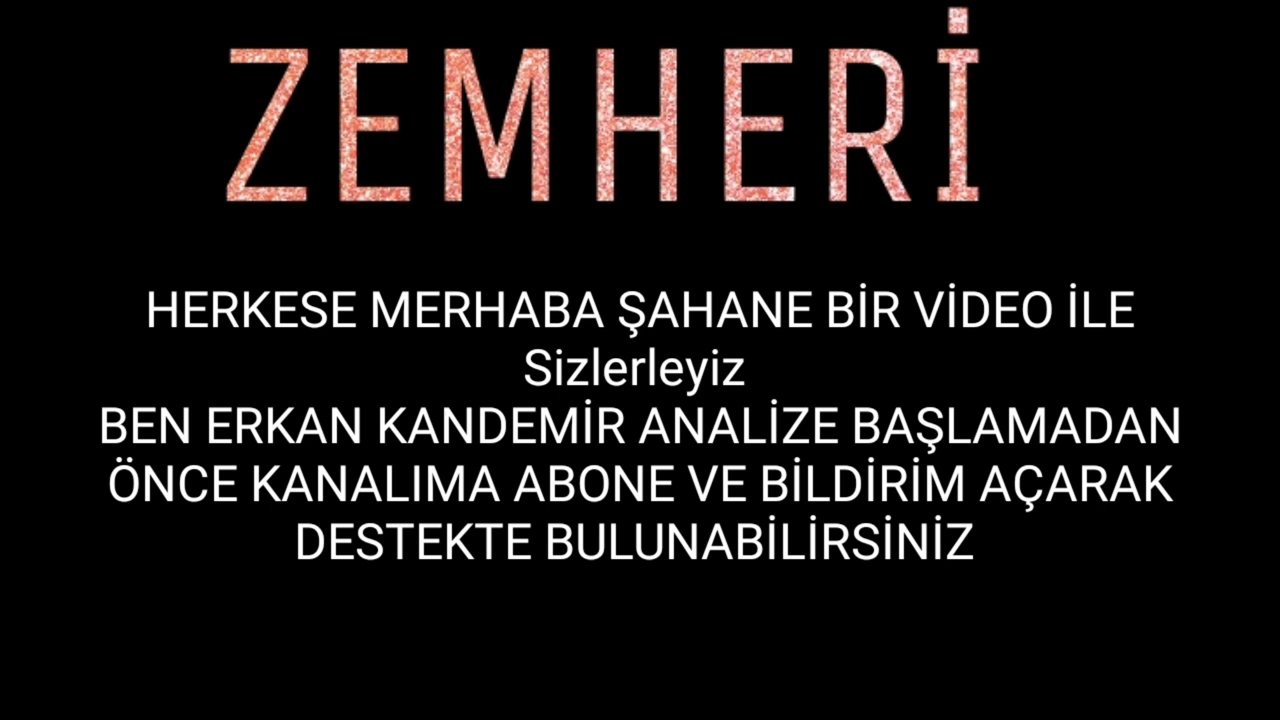 ZEMHERİ
HERKESE MERHABA ŞAHANE BİR VİDEO İLE
Sizlerleyiz
BEN ERKAN KANDEMİR ANALİZE BAŞLAMADAN
ÖNCE KANALIMA ABONE VE BİLDİRİM AÇARAK
DESTEKTE BULUNABİLİRSİNİZ